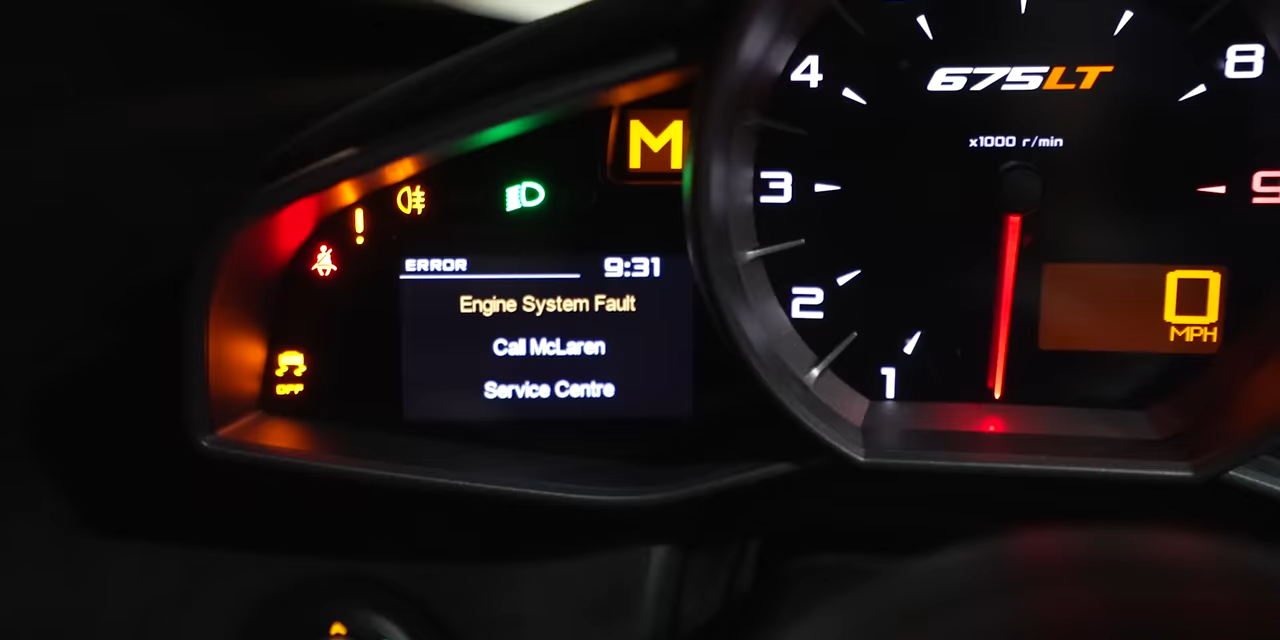 M
ERROR 9:31
Engine System Fault
Call McLaren
Service Centre
OFF
675LT
x1000 r/min
1
2
3
4
8
9
0
MPH